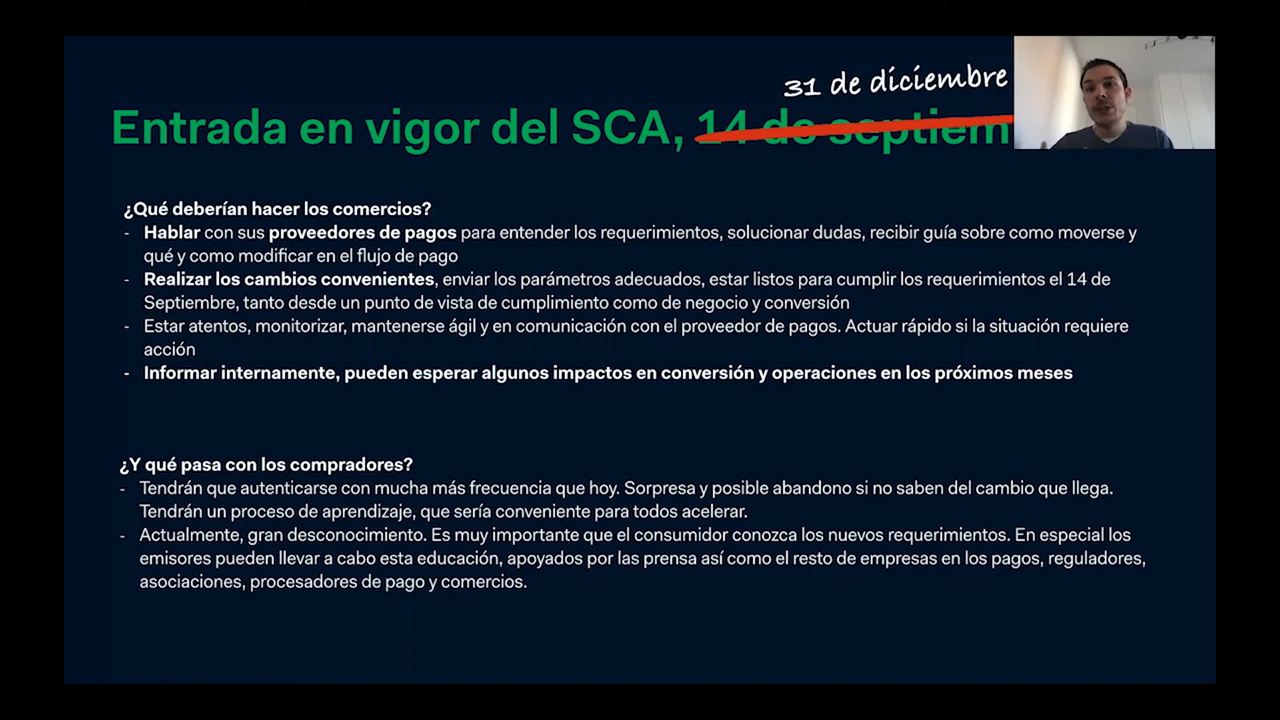 31 de diciembre
Entrada en vigor del SCA, 14 de
¿Qué deberían hacer los comercios?
- Hablar con sus proveedores de pagos para entender los requerimientos, solucionar dudas, recibir guía sobre como moverse y
qué y como modificar en el flujo de pago
- Realizar los cambios convenientes, enviar los parámetros adecuados, estar listos para cumplir los requerimientos el 14 de
Septiembre, tanto desde un punto de vista de cumplimiento como de negocio y conversión
- Estar atentos, monitorizar, mantenerse ágil y en comunicación con el proveedor de pagos. Actuar rápido si la situación requiere
acción
- Informar internamente, pueden esperar algunos impactos en conversión y operaciones en los próximos meses
¿Y qué pasa con los compradores?
- Tendrán que autenticarse con mucha más frecuencia que hoy. Sorpresa y posible abandono si no saben del cambio que llega.
Tendrán un proceso de aprendizaje, que sería conveniente para todos acelerar.
- Actualmente, gran desconocimiento. Es muy importante que el consumidor conozca los nuevos requerimientos. En especial los
emisores pueden llevar a cabo esta educación, apoyados por las prensa así como el resto de empresas en los pagos, reguladores,
asociaciones, procesadores de pago y comercios.